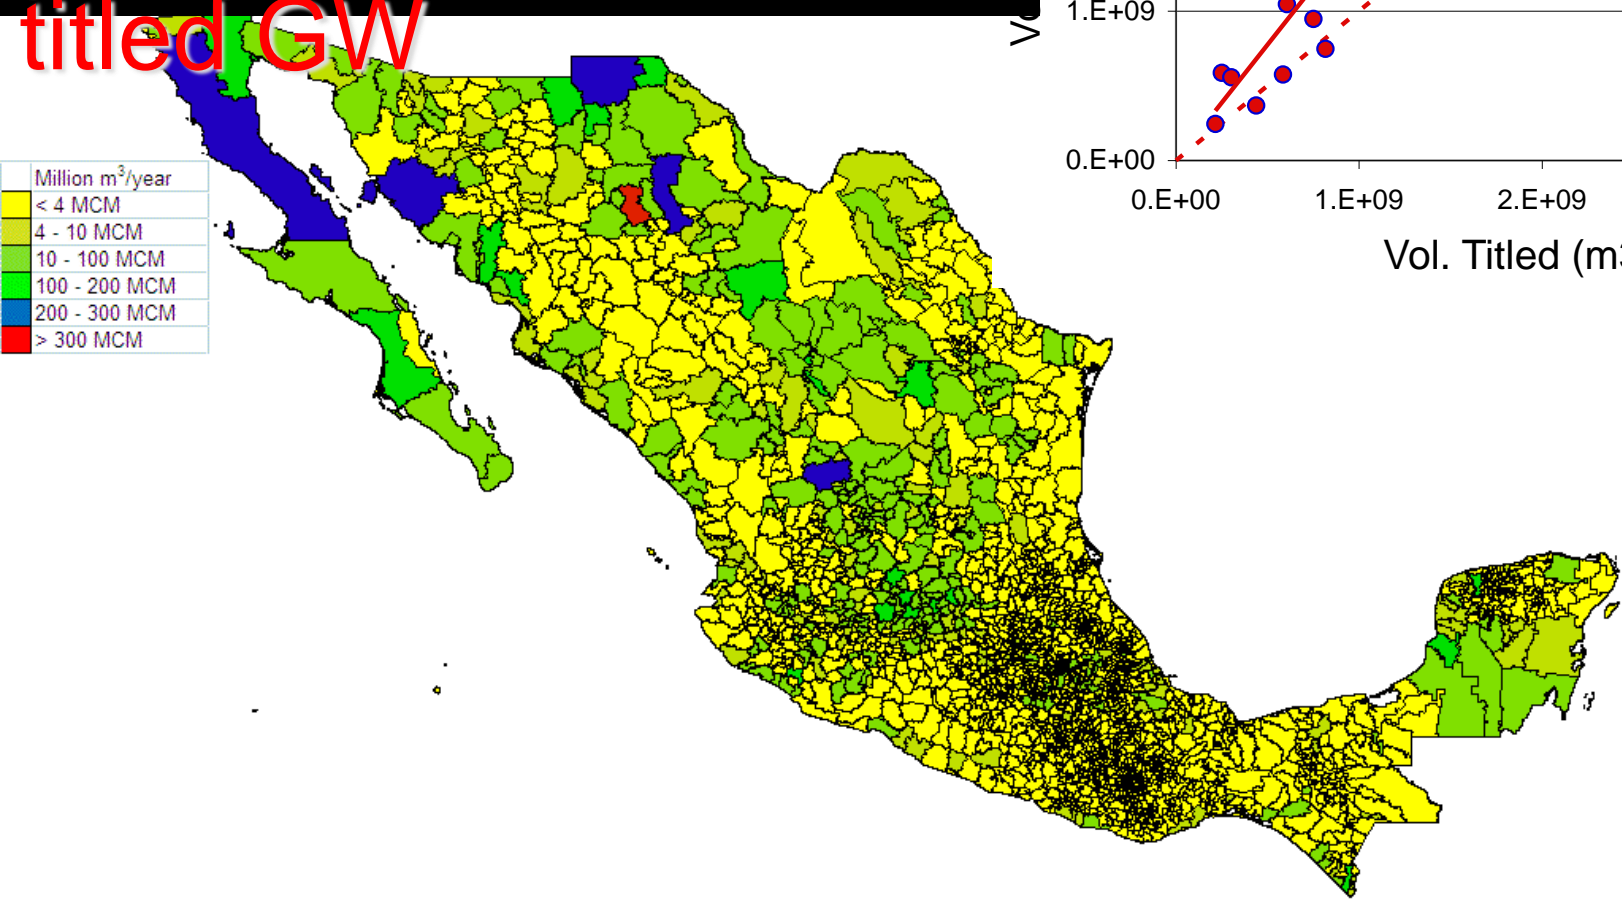 titled GW
Million m³/year
< 4 MCM
4 - 10 MCM
10 - 100 MCM
100 - 200 MCM
200 - 300 MCM
> 300 MCM
1.E+09
0.E+00
0.E+00 1.E+09 2.E+09
Vol. Titled (m